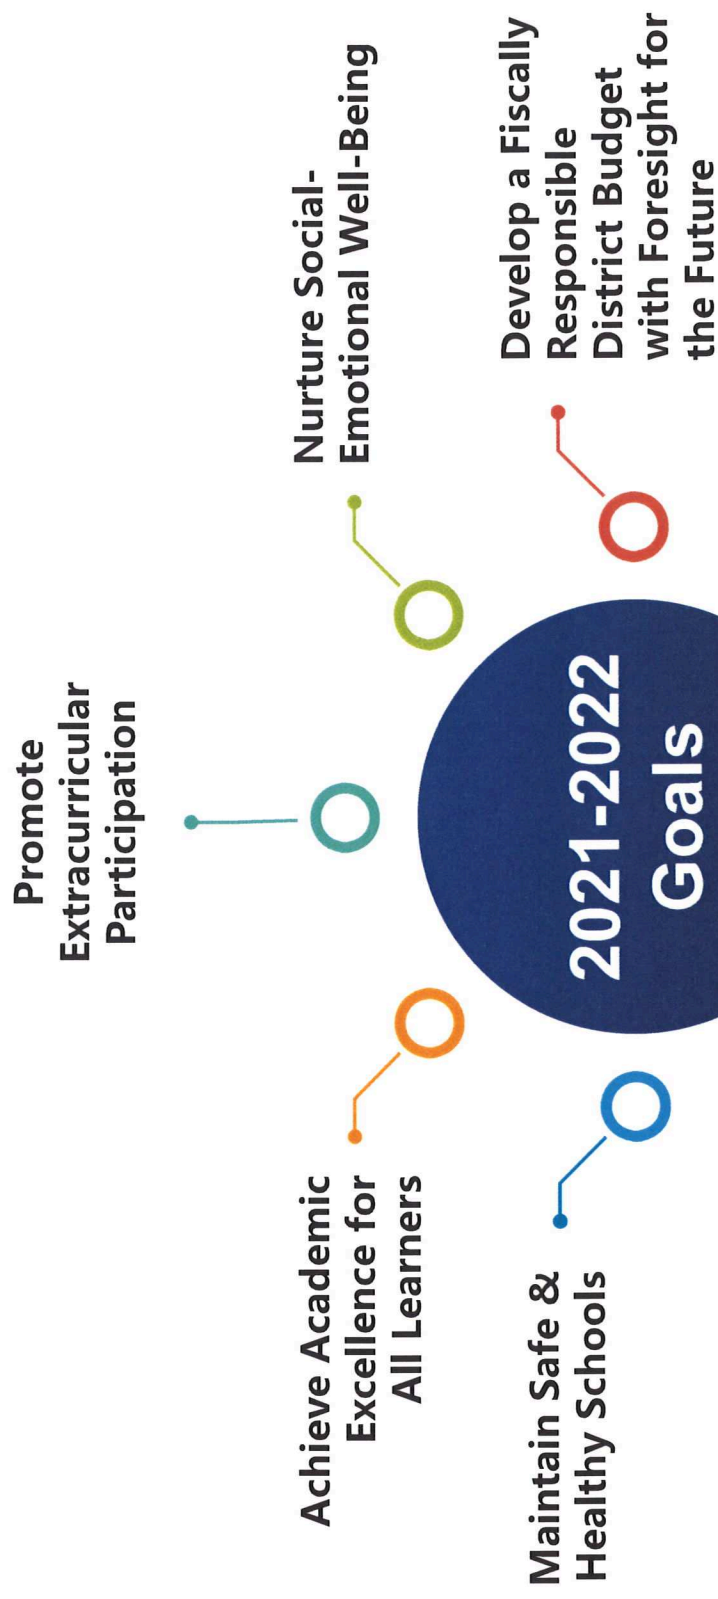 Promote
Extracurricular
Participation
Achieve Academic
Excellence for
All Learners
Nurture Social-
Emotional Well-Being
Maintain Safe &
Healthy Schools
Develop a Fiscally
Responsible
District Budget
with Foresight for
the Future
2021-2022
Goals